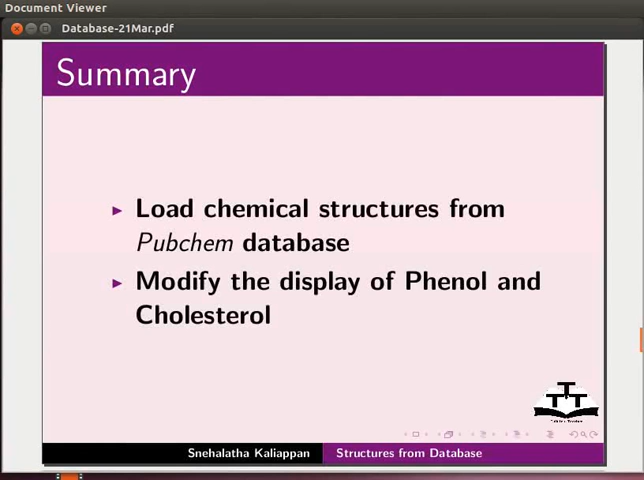 Document Viewer
Database-21Mar.pdf
Summary
Load chemical structures from
Pubchem database
Modify the display of Phenol and
Cholesterol
Snehalatha Kaliappan
Structures from Database